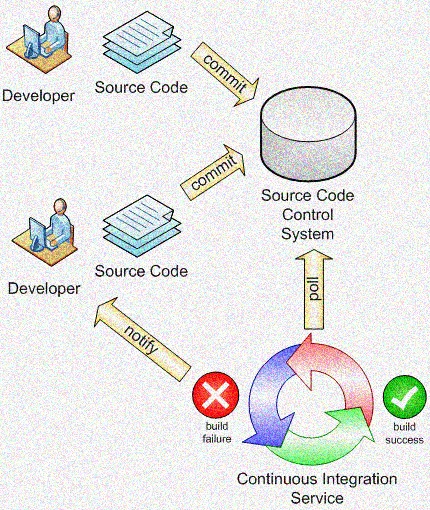 Developer
Source Code
commit
commit
Source Code
Control
System
Developer
Source Code
poll
notify
build
failure
build
success
Continuous Integration
Service